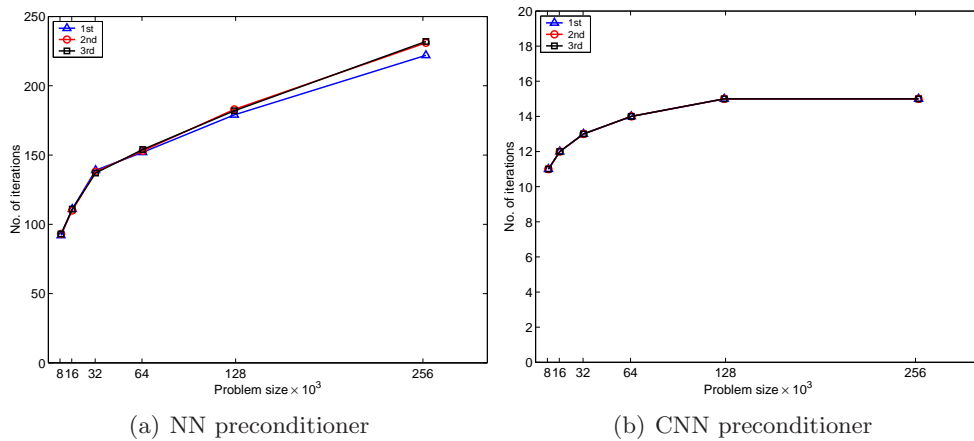 250
200
150
100
50
0
No. of iterations
1st
2nd
3rd
8 16 32 64 128 256
Problem size × 10³
(a) NN preconditioner
20
18
16
14
12
10
8
6
4
2
0
No. of iterations
1st
2nd
3rd
8 16 32 64 128 256
Problem size × 10³
(b) CNN preconditioner